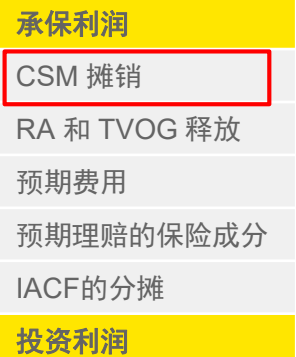 承保利润
CSM 摊销
RA 和 TVOG 释放
预期费用
预期理赔的保险成分
IACF的分摊
投资利润